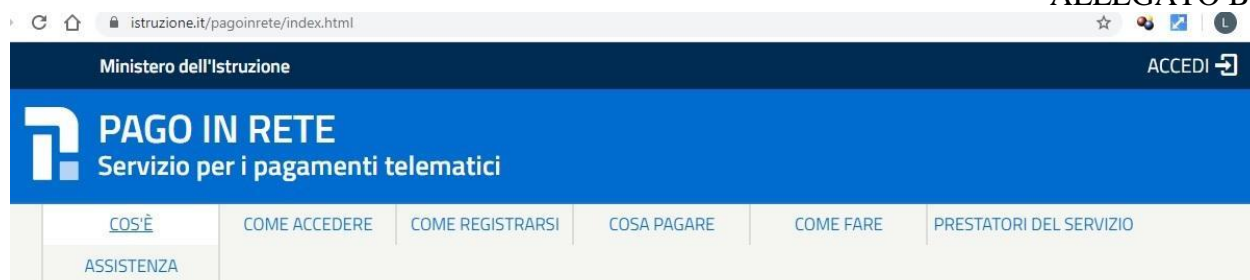 ALLEGATO B
istruzione.it/pagoinrete/index.html
L
Ministero dell'Istruzione
ACCEDI
PAGO IN RETE
Servizio per i pagamenti telematici
COS'È
COME ACCEDERE
COME REGISTRARSI
COSA PAGARE
COME FARE
PRESTATORI DEL SERVIZIO
ASSISTENZA